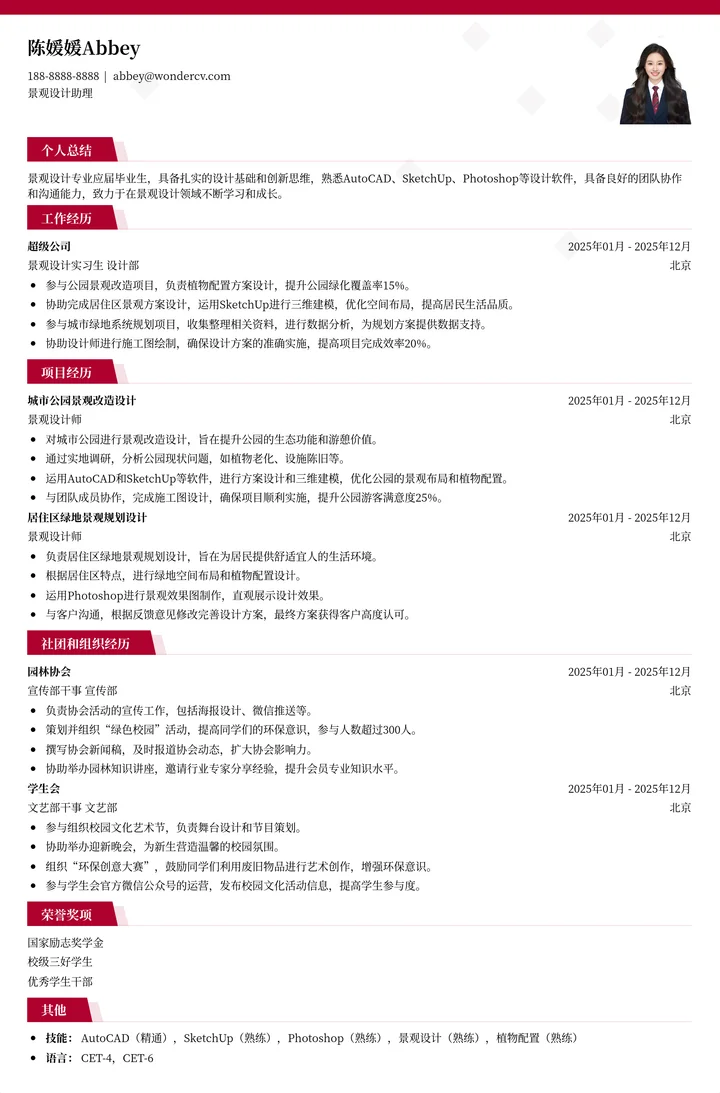 陈媛媛Abbey
188-8888-8888 | abbey@wondercv.com
景观设计助理
个人总结
景观设计专业应届毕业生，具备扎实的设计基础和创新思维，熟悉AutoCAD、SketchUp、Photoshop等设计软件，具备良好的团队协作
和沟通能力，致力于在景观设计领域不断学习和成长。
工作经历
超级公司 2025年01月 - 2025年12月
景观设计实习生 设计部 北京
• 参与公园景观改造项目，负责植物配置方案设计，提升公园绿化覆盖率15%。
• 协助完成居住区景观方案设计，运用SketchUp进行三维建模，优化空间布局，提高居民生活品质。
• 参与城市绿地系统规划项目，收集整理相关资料，进行数据分析，为规划方案提供数据支持。
• 协助设计师进行施工图绘制，确保设计方案的准确实施，提高项目完成效率20%。
项目经历
城市公园景观改造设计 2025年01月 - 2025年12月
景观设计师 北京
• 对城市公园进行景观改造设计，旨在提升公园的生态功能和游憩价值。
• 通过实地调研，分析公园现状问题，如植物老化、设施陈旧等。
• 运用AutoCAD和SketchUp等软件，进行方案设计和三维建模，优化公园的景观布局和植物配置。
• 与团队成员协作，完成施工图设计，确保项目顺利实施，提升公园游客满意度25%。
居住区绿地景观规划设计 2025年01月 - 2025年12月
景观设计师 北京
• 负责居住区绿地景观规划设计，旨在为居民提供舒适宜人的生活环境。
• 根据居住区特点，进行绿地空间布局和植物配置设计。
• 运用Photoshop进行景观效果图制作，直观展示设计效果。
• 与客户沟通，根据反馈意见修改完善设计方案，最终方案获得客户高度认可。
社团和组织经历
园林协会 2025年01月 - 2025年12月
宣传部干事 宣传部 北京
• 负责协会活动的宣传工作，包括海报设计、微信推送等。
• 策划并组织“绿色校园”活动，提高同学们的环保意识，参与人数超过300人。
• 撰写协会新闻稿，及时报道协会动态，扩大协会影响力。
• 协助举办园林知识讲座，邀请行业专家分享经验，提升会员专业知识水平。
学生会 2025年01月 - 2025年12月
文艺部干事 文艺部 北京
• 参与组织校园文化艺术节，负责舞台设计和节目策划。
• 协助举办迎新晚会，为新生营造温馨的校园氛围。
• 组织“环保创意大赛”，鼓励同学们利用废旧物品进行艺术创作，增强环保意识。
• 参与学生会官方微信公众号的运营，发布校园文化活动信息，提高学生参与度。
荣誉奖项
国家励志奖学金
校级三好学生
优秀学生干部
其他
• 技能： AutoCAD（精通）, SketchUp（熟练）, Photoshop（熟练）, 景观设计（熟练）, 植物配置（熟练）
• 语言： CET-4，CET-6